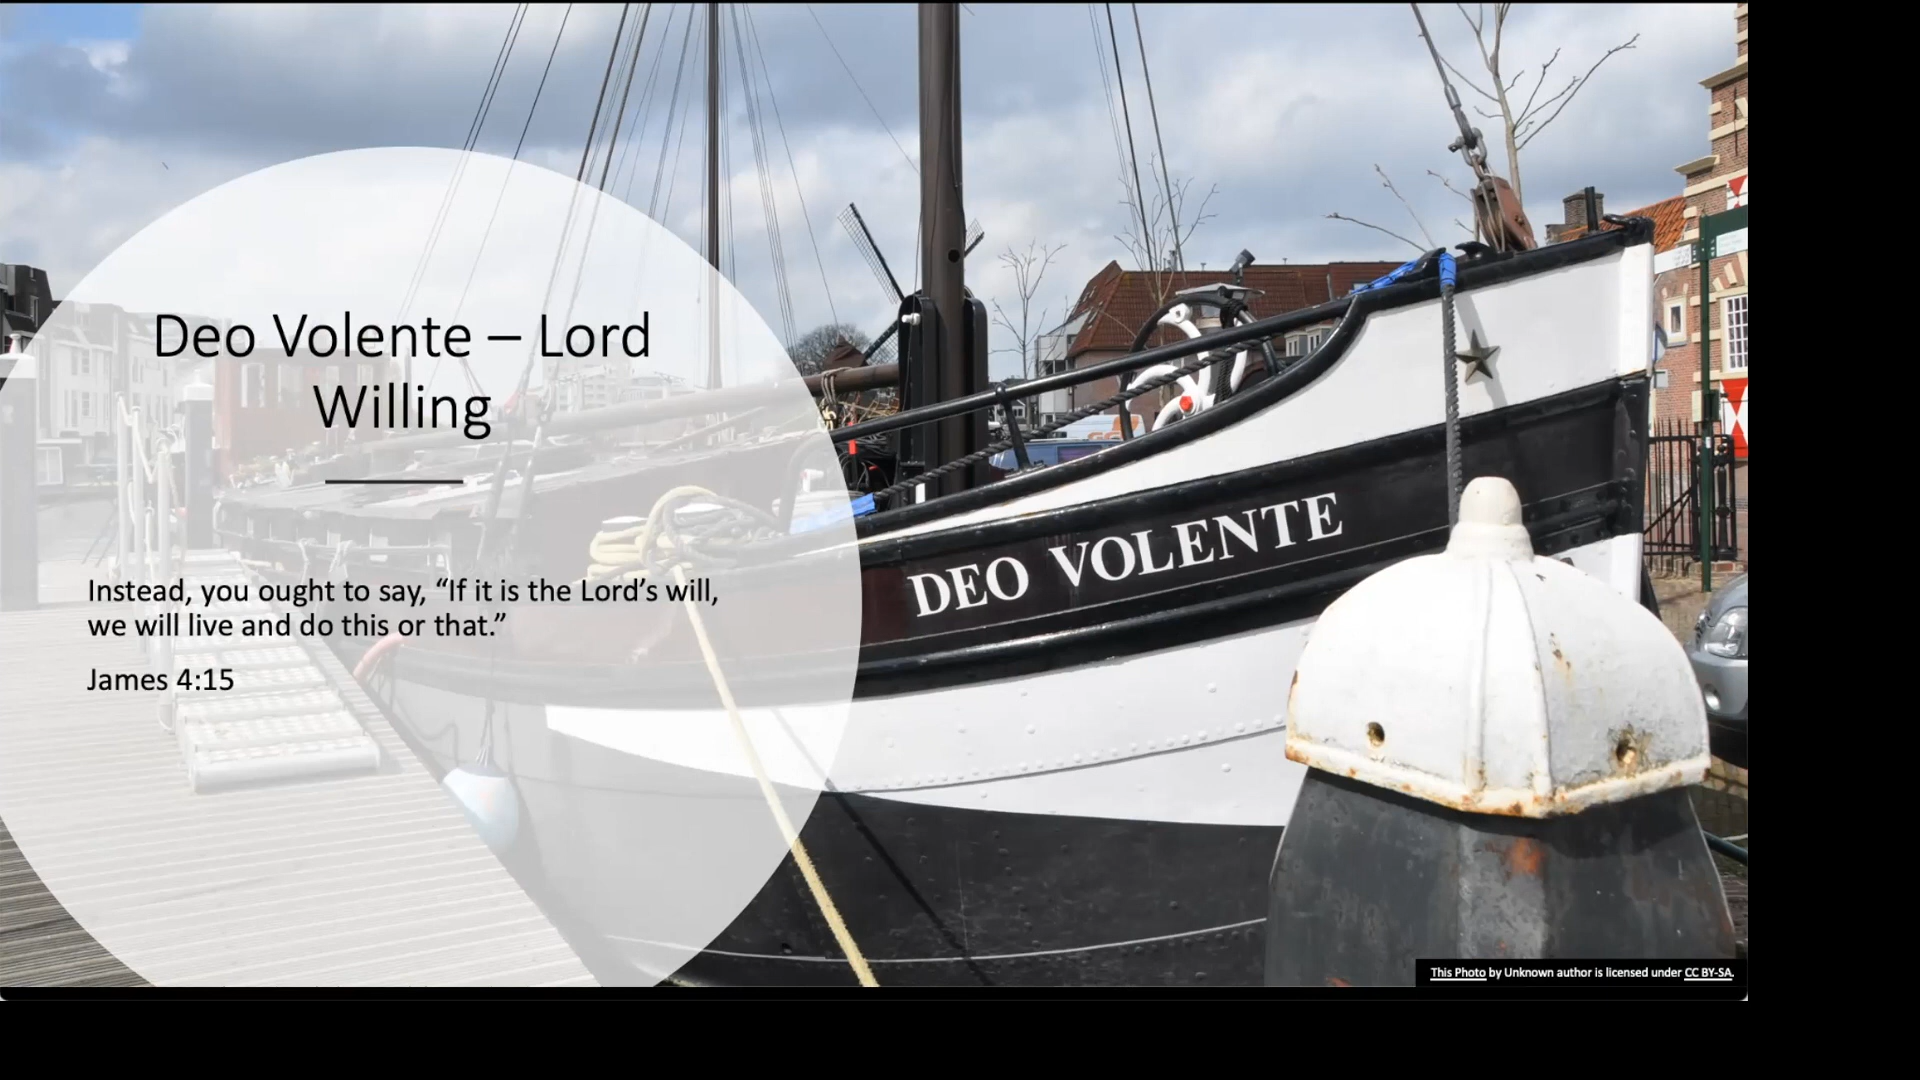 Deo Volente – Lord
Willing
Instead, you ought to say, “If it is the Lord’s will,
we will live and do this or that.”
James 4:15
DEO VOLENTE
This Photo by Unknown author is licensed under CC BY-SA.